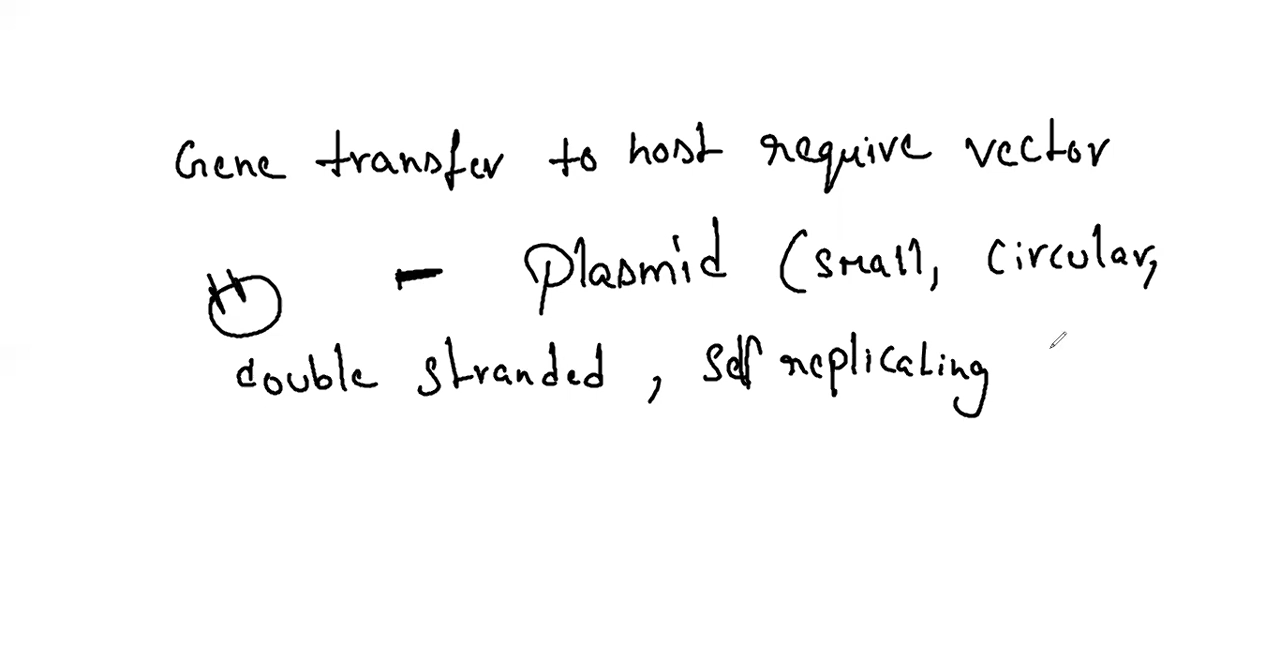 Gene transfer to host require vector
- Plasmid (small, circular,
double stranded, self replicating